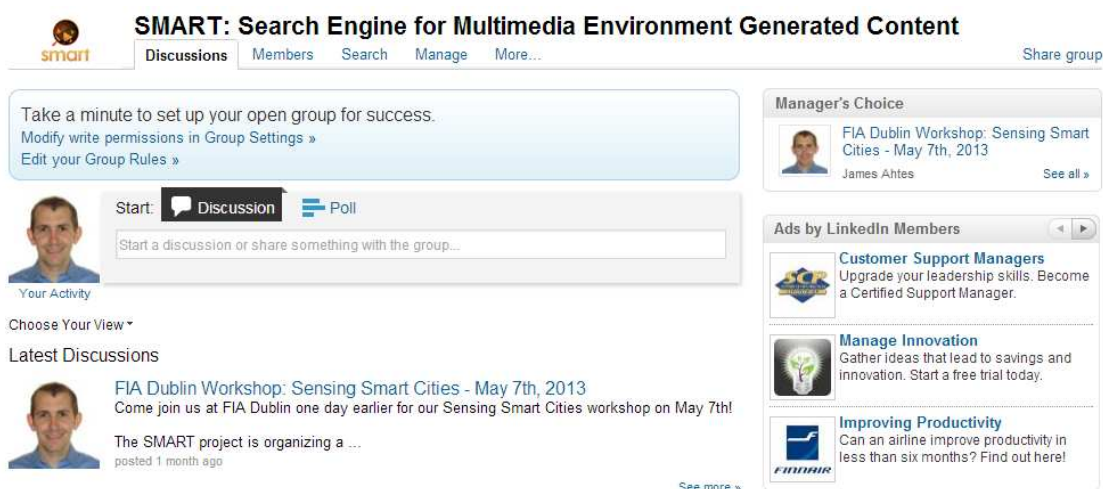 SMART: Search Engine for Multimedia Environment Generated Content
smart
Discussions Members Search Manage More... Share group
Take a minute to set up your open group for success.
Modify write permissions in Group Settings »
Edit your Group Rules »
Start: Discussion Poll
Start a discussion or share something with the group...
Your Activity
Choose Your View
Latest Discussions
FIA Dublin Workshop: Sensing Smart Cities - May 7th, 2013
Come join us at FIA Dublin one day earlier for our Sensing Smart Cities workshop on May 7th!
The SMART project is organizing a ...
posted 1 month ago
See more »
Manager's Choice
FIA Dublin Workshop: Sensing Smart
Cities - May 7th, 2013
James Ahtes See all »
Ads by LinkedIn Members
SCP
Customer Support Managers
Upgrade your leadership skills. Become
a Certified Support Manager.
Manage Innovation
Gather ideas that lead to savings and
innovation. Start a free trial today.
FINNAIR
Improving Productivity
Can an airline improve productivity in
less than six months? Find out here!